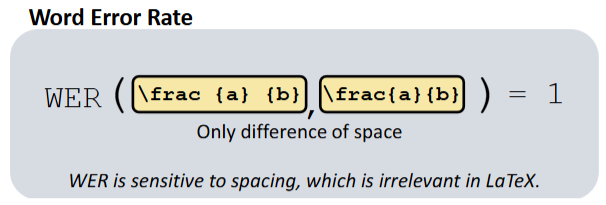 Word Error Rate
WER ( \frac {a} {b} , \frac{a}{b} ) = 1
Only difference of space
WER is sensitive to spacing, which is irrelevant in LaTeX.